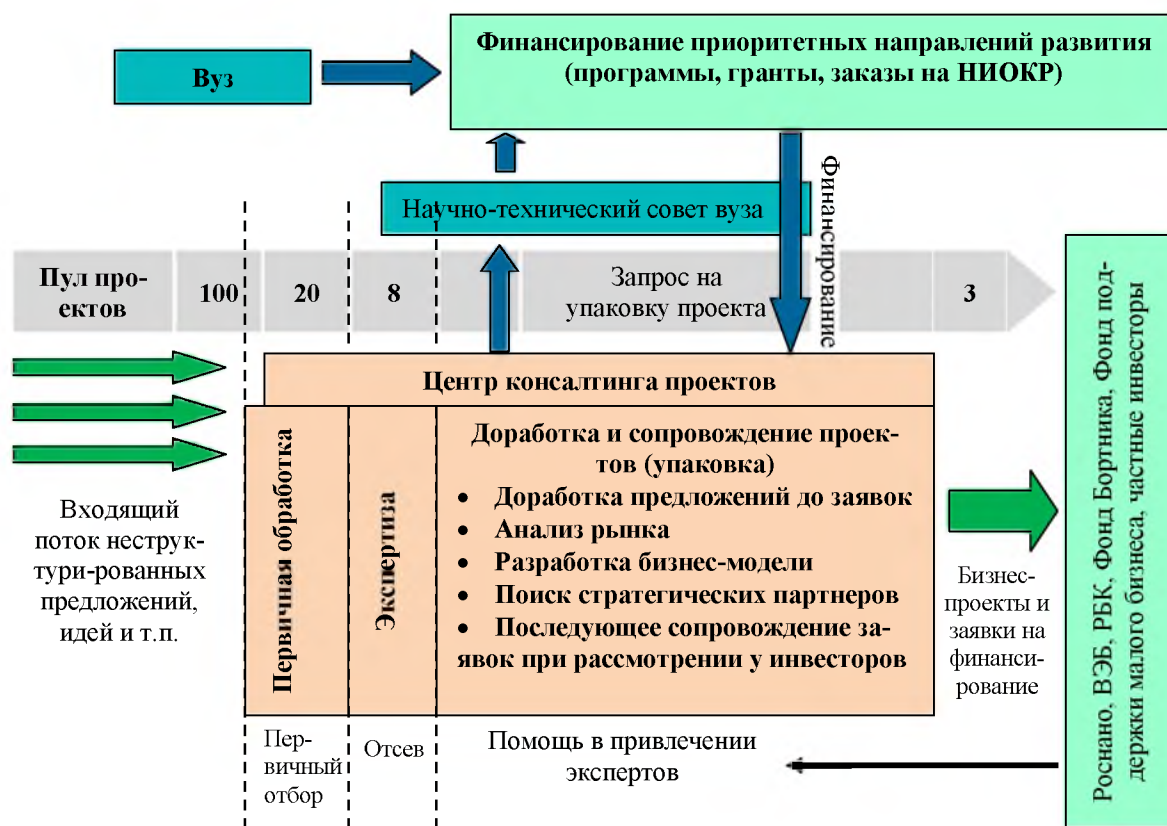 Финансирование приоритетных направлений развития
(программы, гранты, заказы на НИОКР)
Вуз
Научно-технический совет вуза
Финансирование
Пул про-
ектов
100
20
8
Запрос на
упаковку проекта
3
Центр консалтинга проектов
Первичная обработка
Экспертиза
Доработка и сопровождение проек-
тов (упаковка)
• Доработка предложений до заявок
• Анализ рынка
• Разработка бизнес-модели
• Поиск стратегических партнеров
• Последующее сопровождение за-
явок при рассмотрении у инвесторов
Входящий
поток неструк-
тури-рованных
предложений,
идей и т.п.
Бизнес-
проекты и
заявки на
финанси-
рование
Роснано, ВЭБ, РБК, Фонд Бортника, Фонд под-
держки малого бизнеса, частные инвесторы
Пер-
вичный
отбор
Отсев
Помощь в привлечении
экспертов